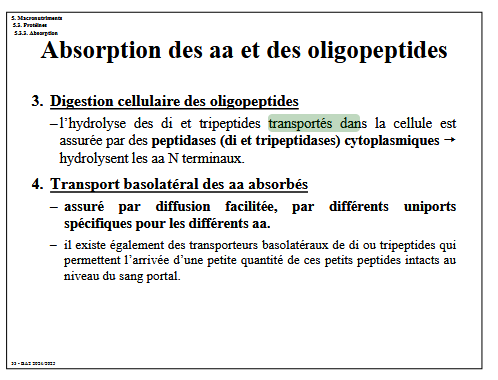 5. Macronutriments
5.3. Protéines
5.3.3. Absorption
Absorption des aa et des oligopeptides
3. Digestion cellulaire des oligopeptides
–l’hydrolyse des di et tripeptides transportés dans la cellule est
assurée par des peptidases (di et tripeptidases) cytoplasmiques →
hydrolysent les aa N terminaux.
4. Transport basolatéral des aa absorbés
– assuré par diffusion facilitée, par différents uniports
spécifiques pour les différents aa.
– il existe également des transporteurs basolatéraux de di ou tripeptides qui
permettent l’arrivée d’une petite quantité de ces petits peptides intacts au
niveau du sang portal.